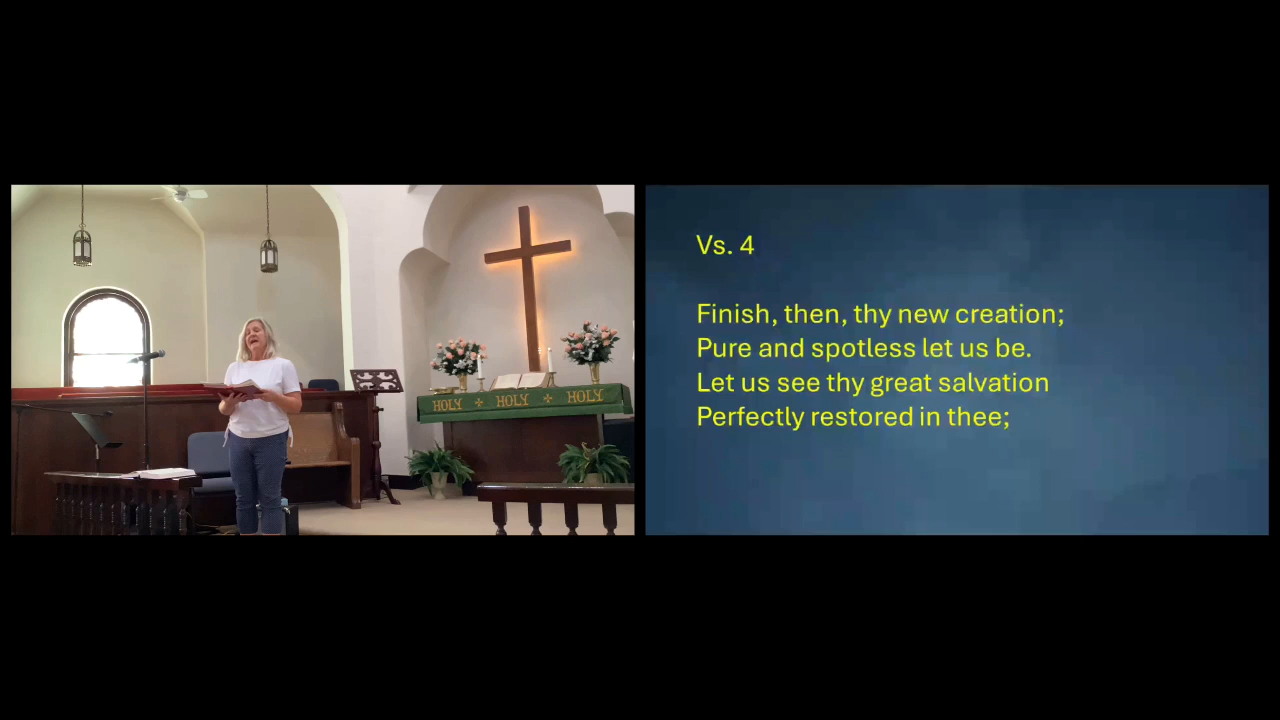 HOLY ✣ HOLY ✣ HOLY
Vs. 4
Finish, then, thy new creation;
Pure and spotless let us be.
Let us see thy great salvation
Perfectly restored in thee;